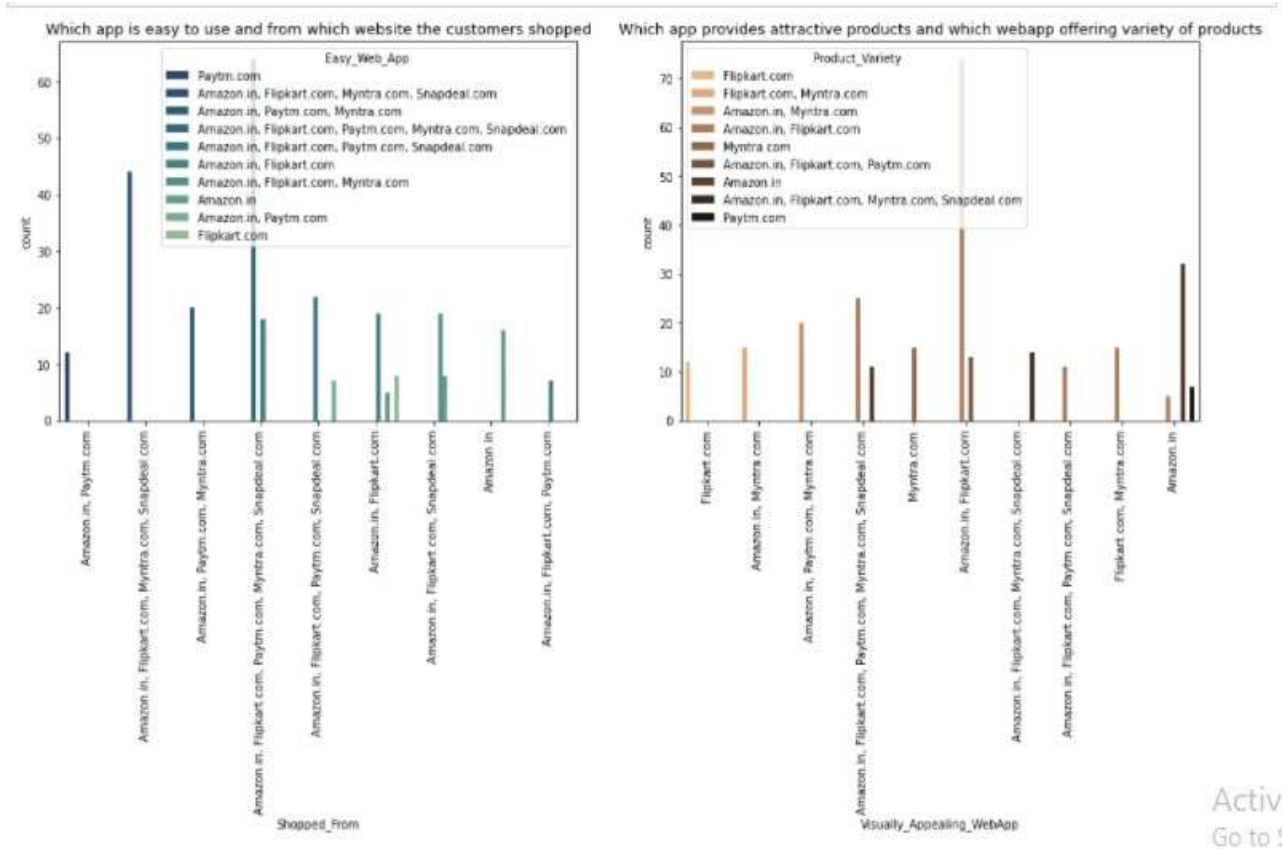 Which app is easy to use and from which website the customers shopped
Easy_Web_App
Paytm.com
Amazon.in, Flipkart.com, Myntra.com, Snapdeal.com
Amazon.in, Paytm.com, Myntra.com
Amazon.in, Flipkart.com, Paytm.com, Myntra.com, Snapdeal.com
Amazon.in, Flipkart.com, Paytm.com, Snapdeal.com
Amazon.in, Flipkart.com
Amazon.in, Flipkart.com, Myntra.com
Amazon.in
Amazon.in, Paytm.com
Flipkart.com
60
50
40
30
20
10
0
count
Amazon.in, Paytm.com
Amazon.in, Flipkart.com, Myntra.com, Snapdeal.com
Amazon.in, Paytm.com, Myntra.com
Amazon.in, Flipkart.com, Paytm.com, Myntra.com, Snapdeal.com
Amazon.in, Flipkart.com, Paytm.com, Snapdeal.com
Amazon.in, Flipkart.com
Amazon.in, Flipkart.com, Snapdeal.com
Amazon.in
Amazon.in, Flipkart.com, Paytm.com
Shopped_From
Which app provides attractive products and which webapp offering variety of products
Product_Variety
Flipkart.com
Flipkart.com, Myntra.com
Amazon.in, Myntra.com
Amazon.in, Flipkart.com
Myntra.com
Amazon.in, Flipkart.com, Paytm.com
Amazon.in
Amazon.in, Flipkart.com, Myntra.com, Snapdeal.com
Paytm.com
70
60
50
40
30
20
10
0
count
Flipkart.com
Amazon.in, Myntra.com
Amazon.in, Paytm.com, Myntra.com
Amazon.in, Flipkart.com, Paytm.com, Myntra.com, Snapdeal.com
Myntra.com
Amazon.in, Flipkart.com
Amazon.in, Flipkart.com, Myntra.com, Snapdeal.com
Amazon.in, Flipkart.com, Paytm.com, Snapdeal.com
Flipkart.com, Myntra.com
Amazon.in
Visually_Appealing_WebApp
Activ
Go to S